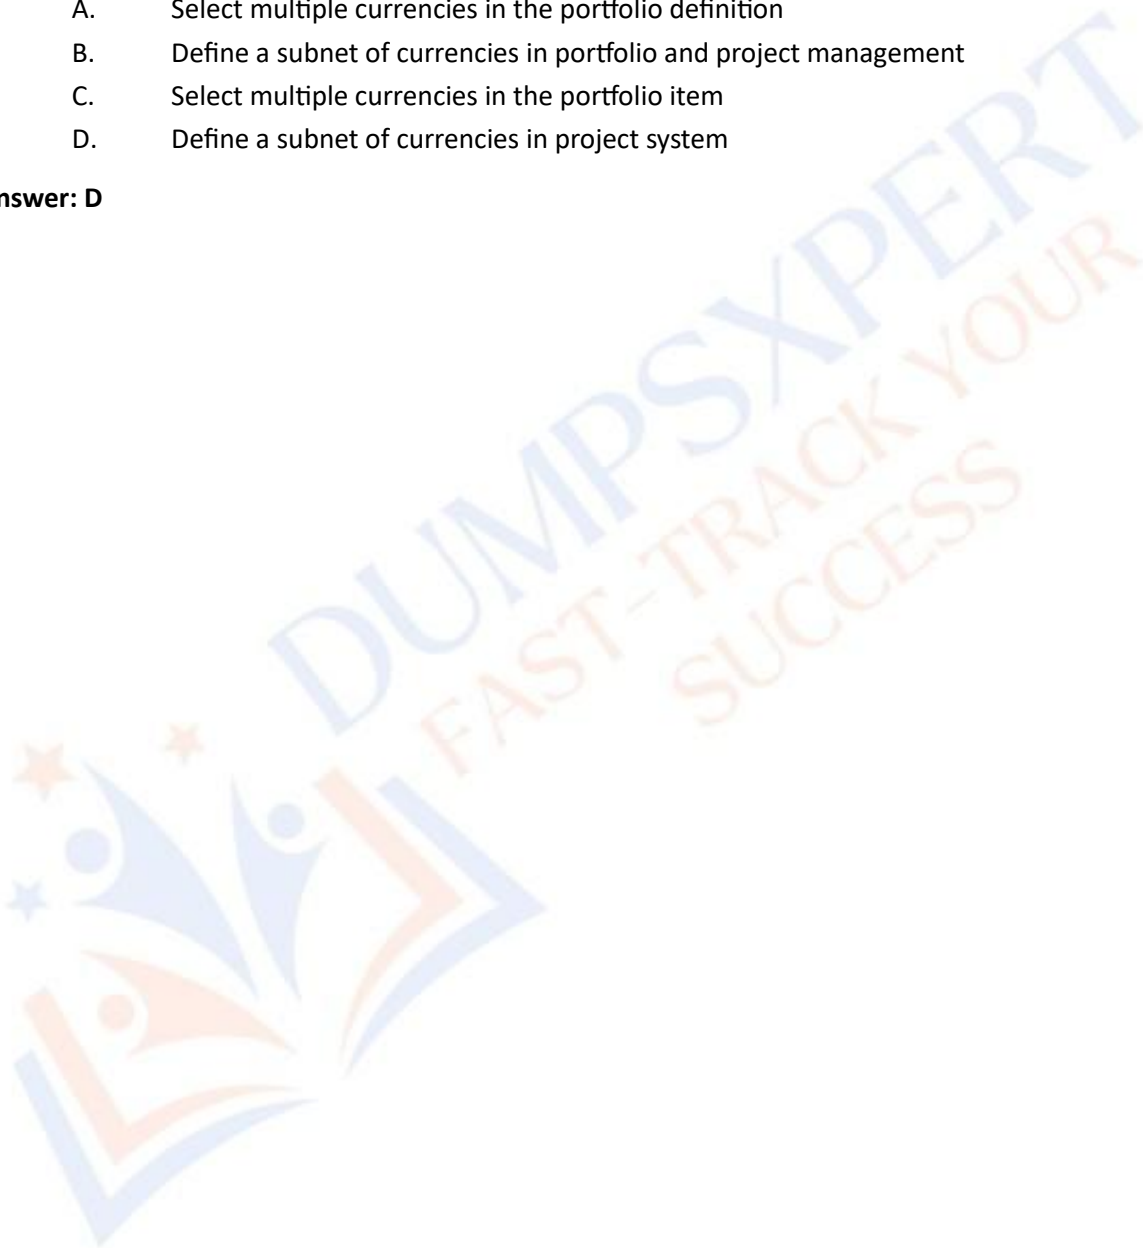 A. Select multiple currencies in the portfolio definition
B. Define a subnet of currencies in portfolio and project management
C. Select multiple currencies in the portfolio item
D. Define a subnet of currencies in project system
nswer: D
DUMPSXPERT
FAST-TRACK YOUR
SUCCESS